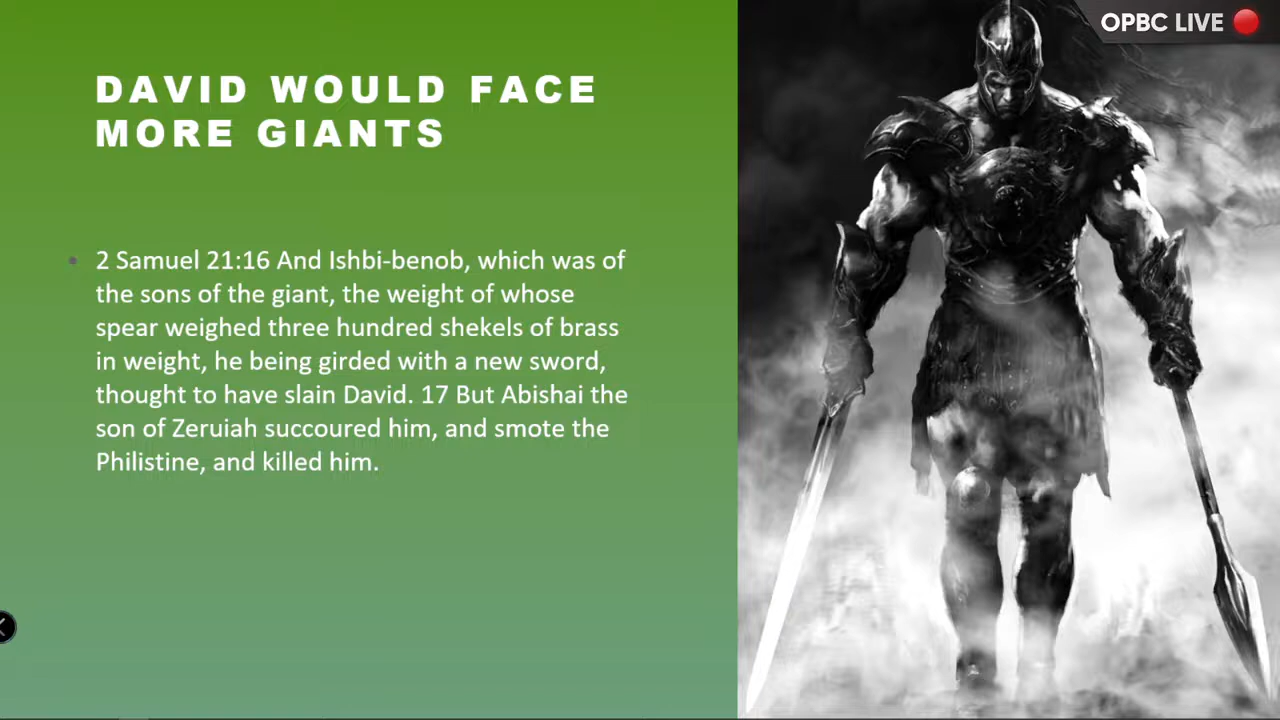 OPBC LIVE
DAVID WOULD FACE
MORE GIANTS
• 2 Samuel 21:16 And Ishbi-benob, which was of
the sons of the giant, the weight of whose
spear weighed three hundred shekels of brass
in weight, he being girded with a new sword,
thought to have slain David. 17 But Abishai the
son of Zeruiah succoured him, and smote the
Philistine, and killed him.